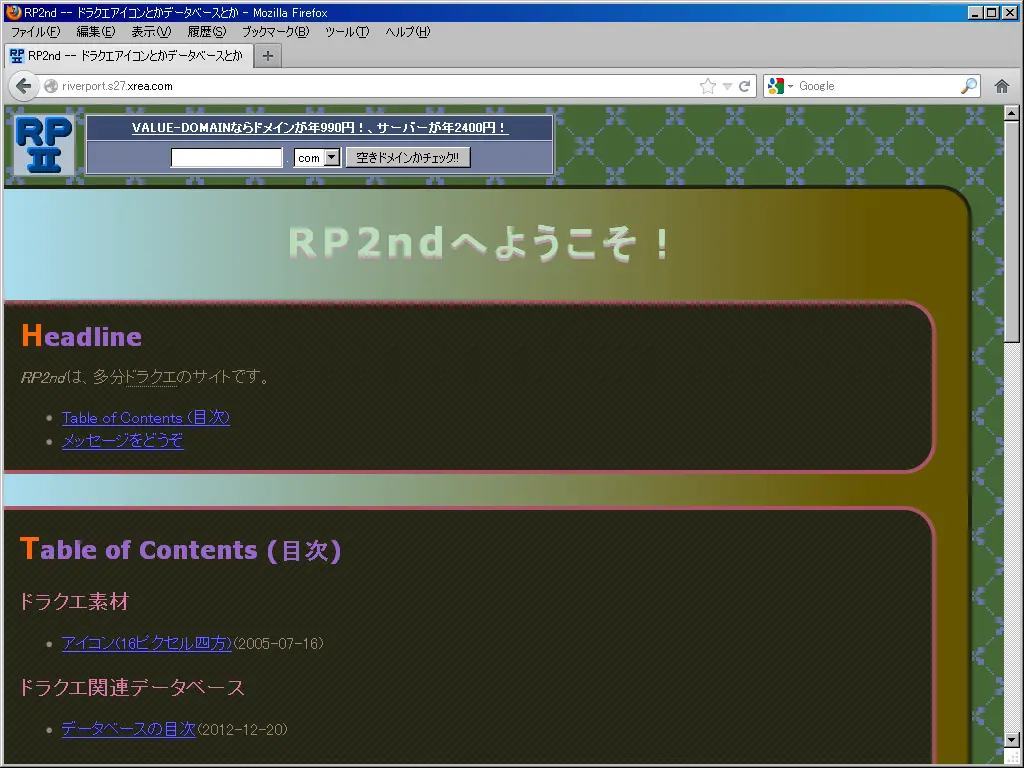 RP2nd -- ドラクエアイコンとかデータベースとか - Mozilla Firefox
ファイル(F) 編集(E) 表示(V) 履歴(S) ブックマーク(B) ツール(T) ヘルプ(H)
RP2nd -- ドラクエアイコンとかデータベースとか
riverport.s27.xrea.com
Google
RP
II
VALUE-DOMAINならドメインが年990円！、サーバーが年2400円！
. com 空きドメインかチェック!!
RP2ndへようこそ！
Headline
RP2ndは、多分ドラクエのサイトです。
Table of Contents (目次)
メッセージをどうぞ
Table of Contents (目次)
ドラクエ素材
アイコン(16ピクセル四方)(2005-07-16)
ドラクエ関連データベース
データベースの目次(2012-12-20)